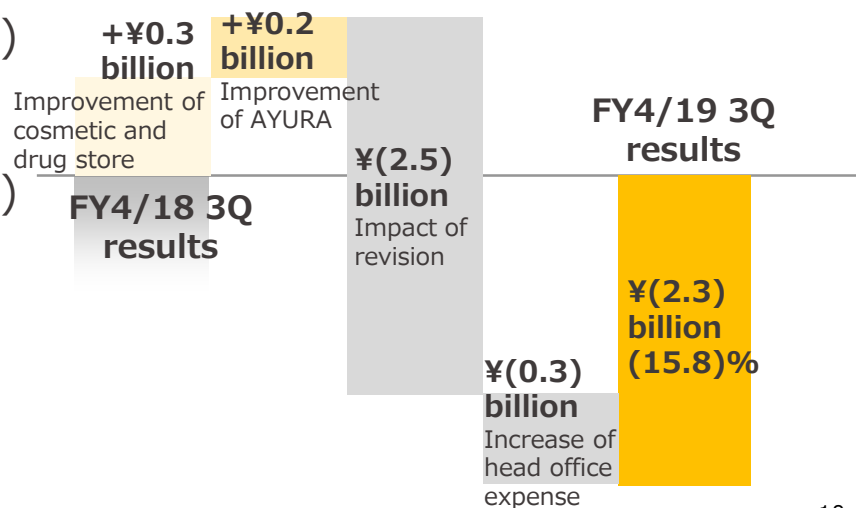 )
+¥0.3
billion
Improvement of
cosmetic and
drug store
+¥0.2
billion
Improvement
of AYURA
)
FY4/18 3Q
results
¥(2.5)
billion
Impact of
revision
¥(0.3)
billion
Increase of
head office
expense
FY4/19 3Q
results
¥(2.3)
billion
(15.8)%